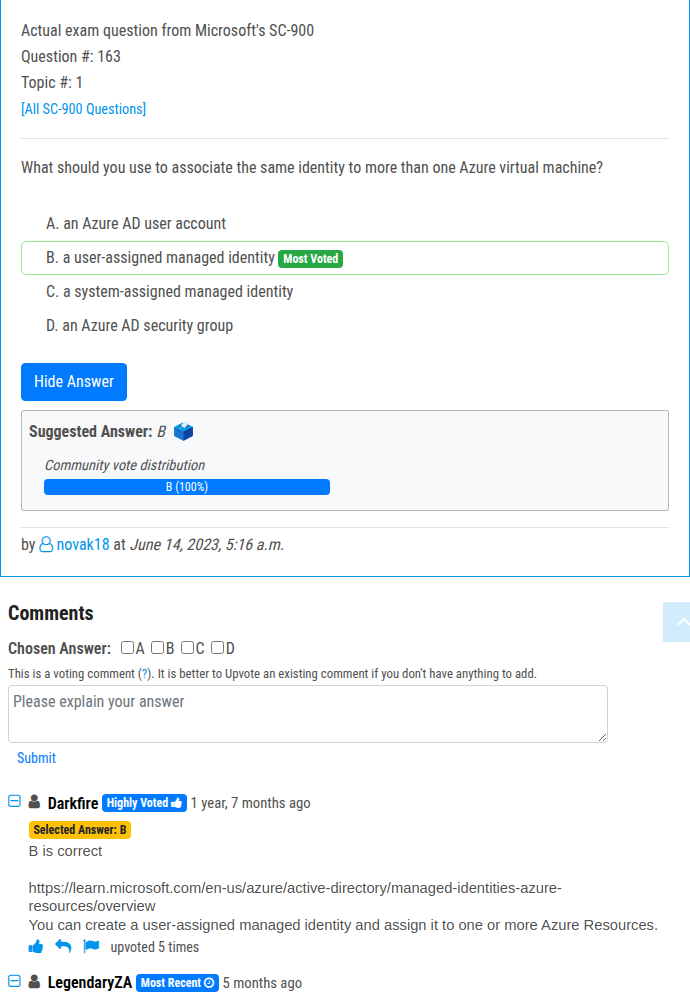 Actual exam question from Microsoft's SC-900
Question #: 163
Topic #: 1
[All SC-900 Questions]
What should you use to associate the same identity to more than one Azure virtual machine?
A. an Azure AD user account
B. a user-assigned managed identity Most Voted
C. a system-assigned managed identity
D. an Azure AD security group
Hide Answer
Suggested Answer: B
Community vote distribution
B (100%)
by novak18 at June 14, 2023, 5:16 a.m.
Comments
Chosen Answer: A B C D
This is a voting comment (?). It is better to Upvote an existing comment if you don't have anything to add.
Please explain your answer
Submit
Darkfire Highly Voted 1 year, 7 months ago
Selected Answer: B
B is correct
https://learn.microsoft.com/en-us/azure/active-directory/managed-identities-azure-
resources/overview
You can create a user-assigned managed identity and assign it to one or more Azure Resources.
upvoted 5 times
LegendaryZA Most Recent 5 months ago